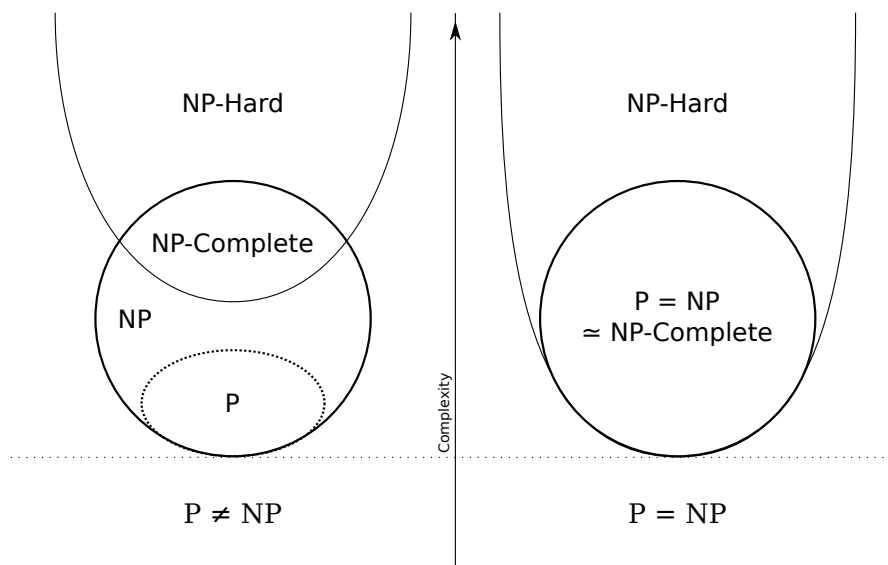 NP-Hard
NP-Complete
NP
P
P ≠ NP
Complexity
NP-Hard
P = NP
≃ NP-Complete
P = NP